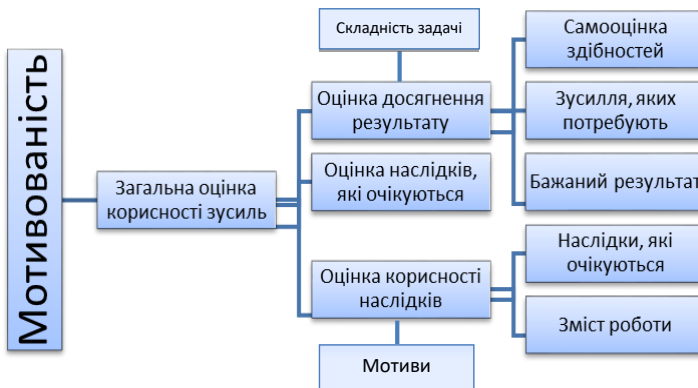 Мотивованість
Загальна оцінка
корисності зусиль
Складність задачі
Оцінка досягнення
результату
Оцінка наслідків,
які очікуються
Оцінка корисності
наслідків
Мотиви
Самооцінка
здібностей
Зусилля, яких
потребують
Бажаний результат
Наслідки, які
очікуються
Зміст роботи